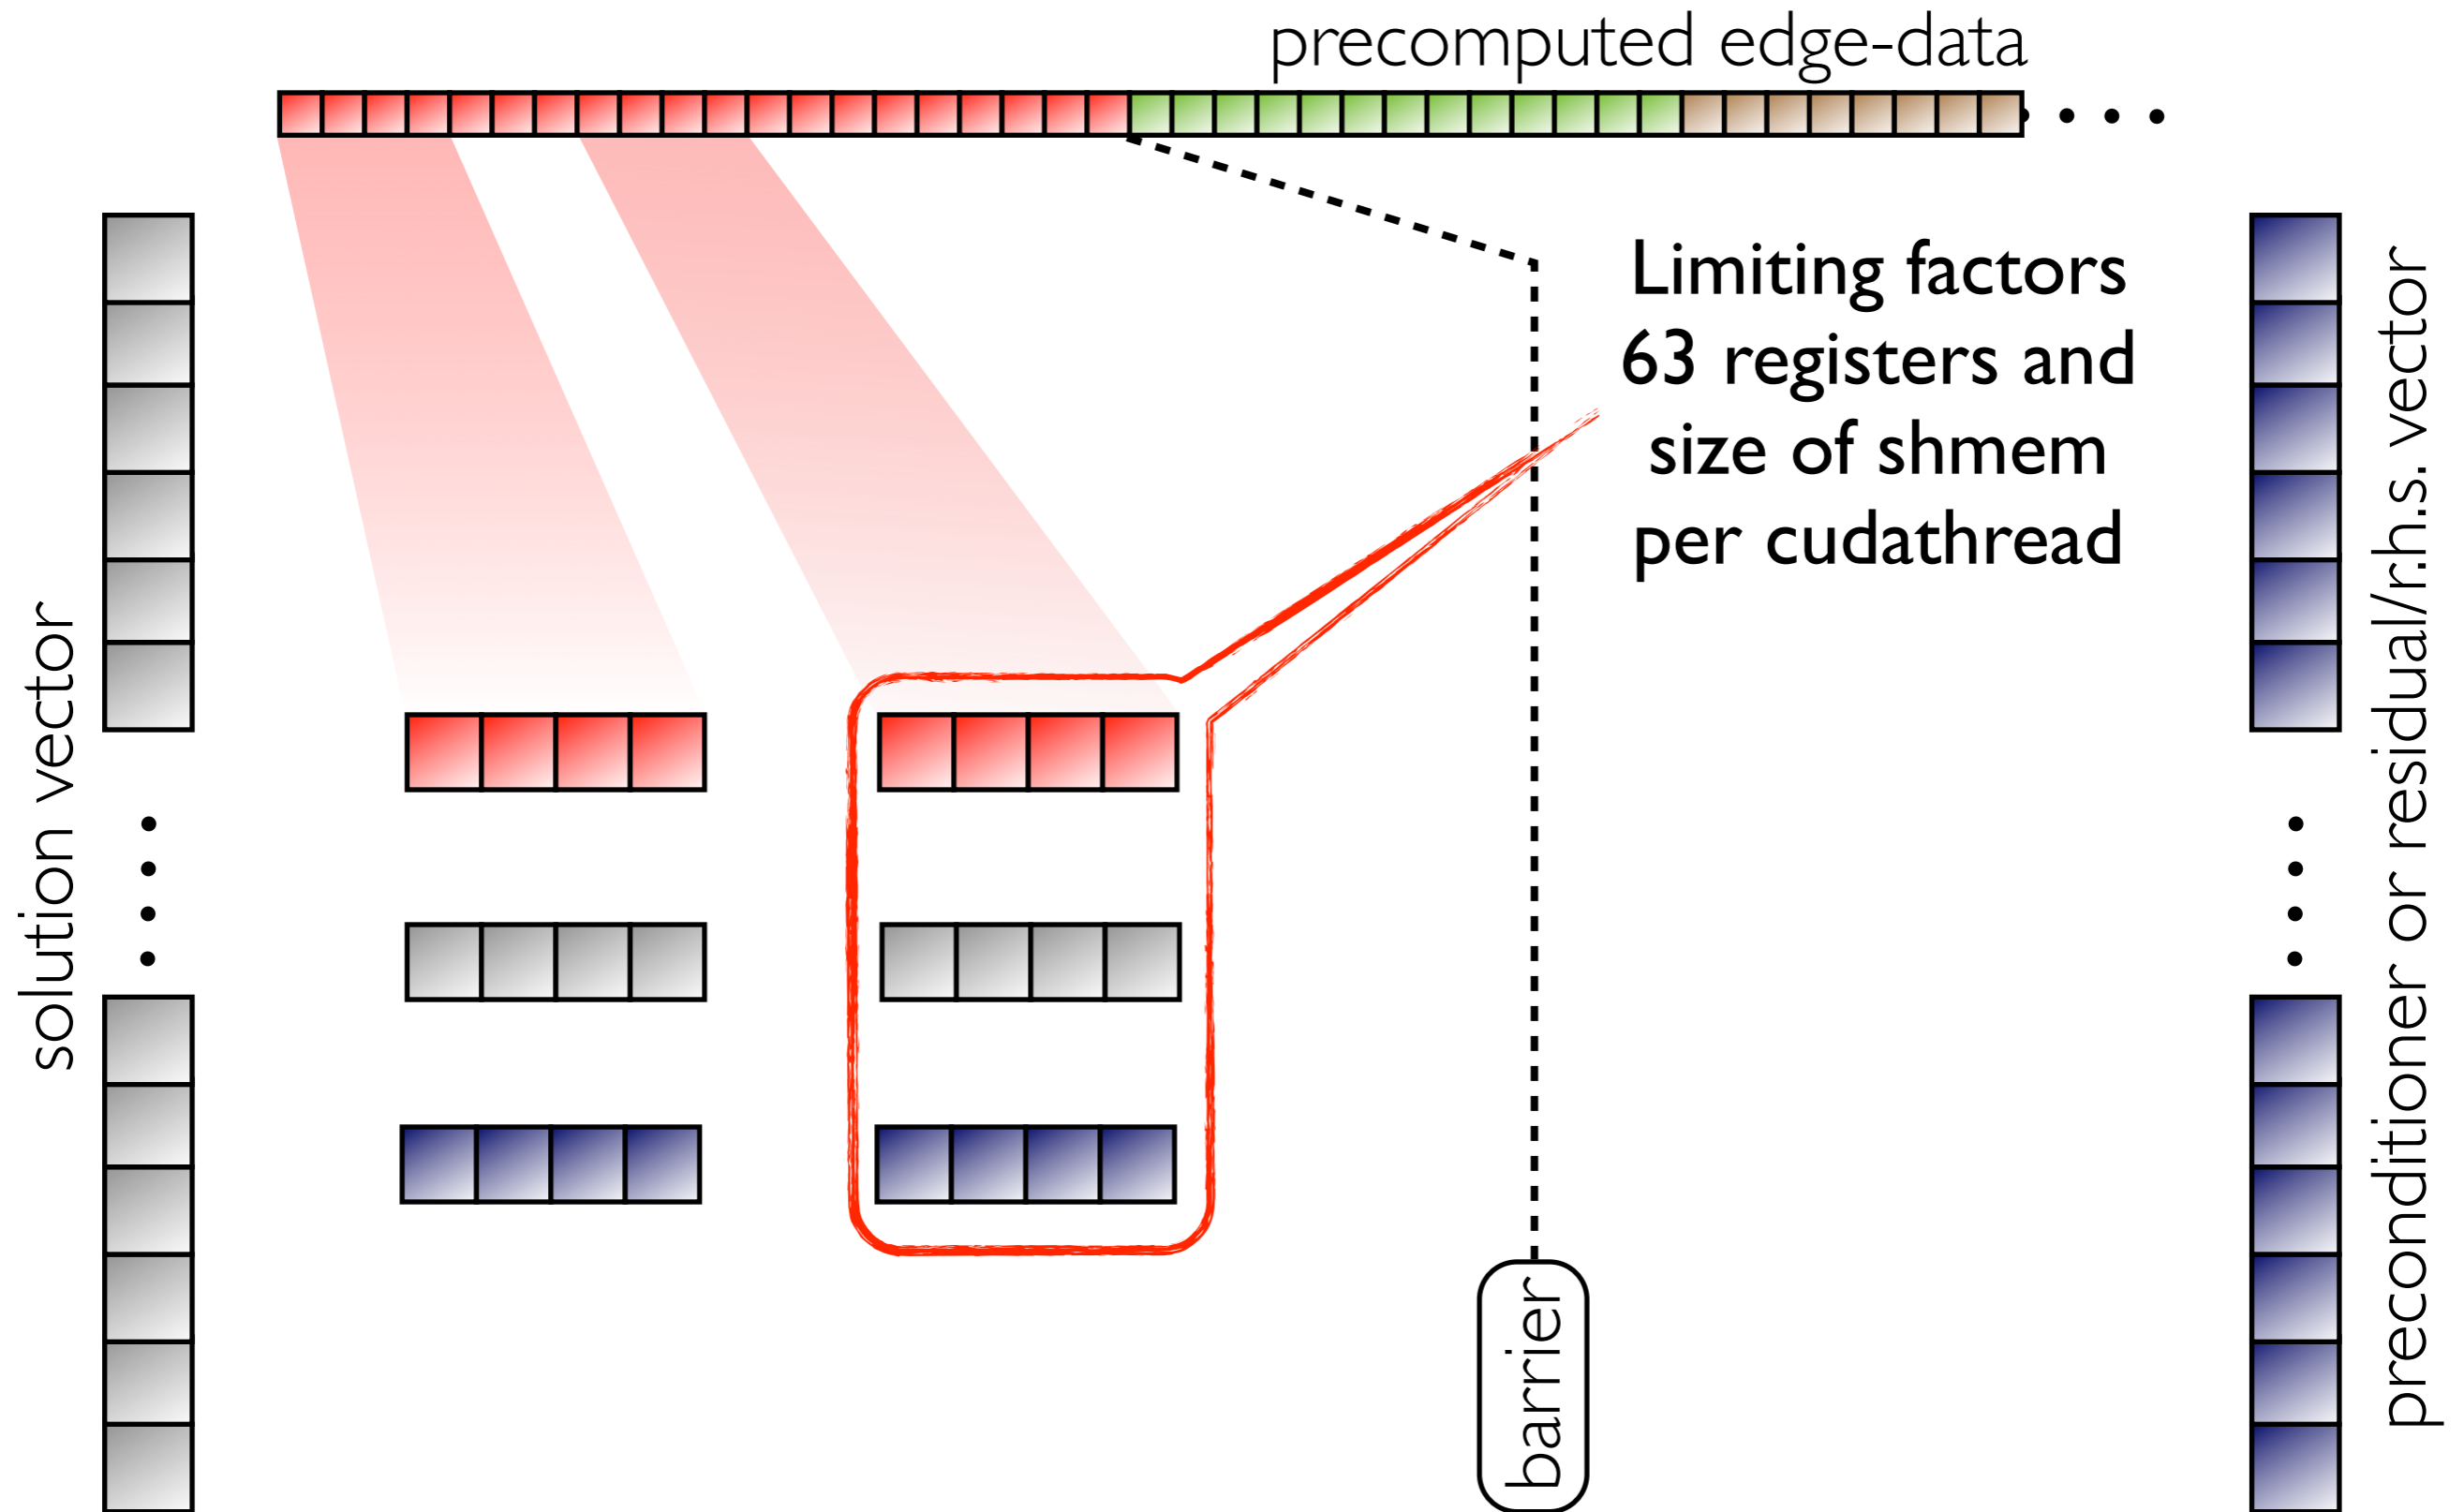 precomputed edge-data
solution vector
Limiting factors
63 registers and
size of shmem
per cudathread
barrier
preconditioner or residual/r.h.s. vector